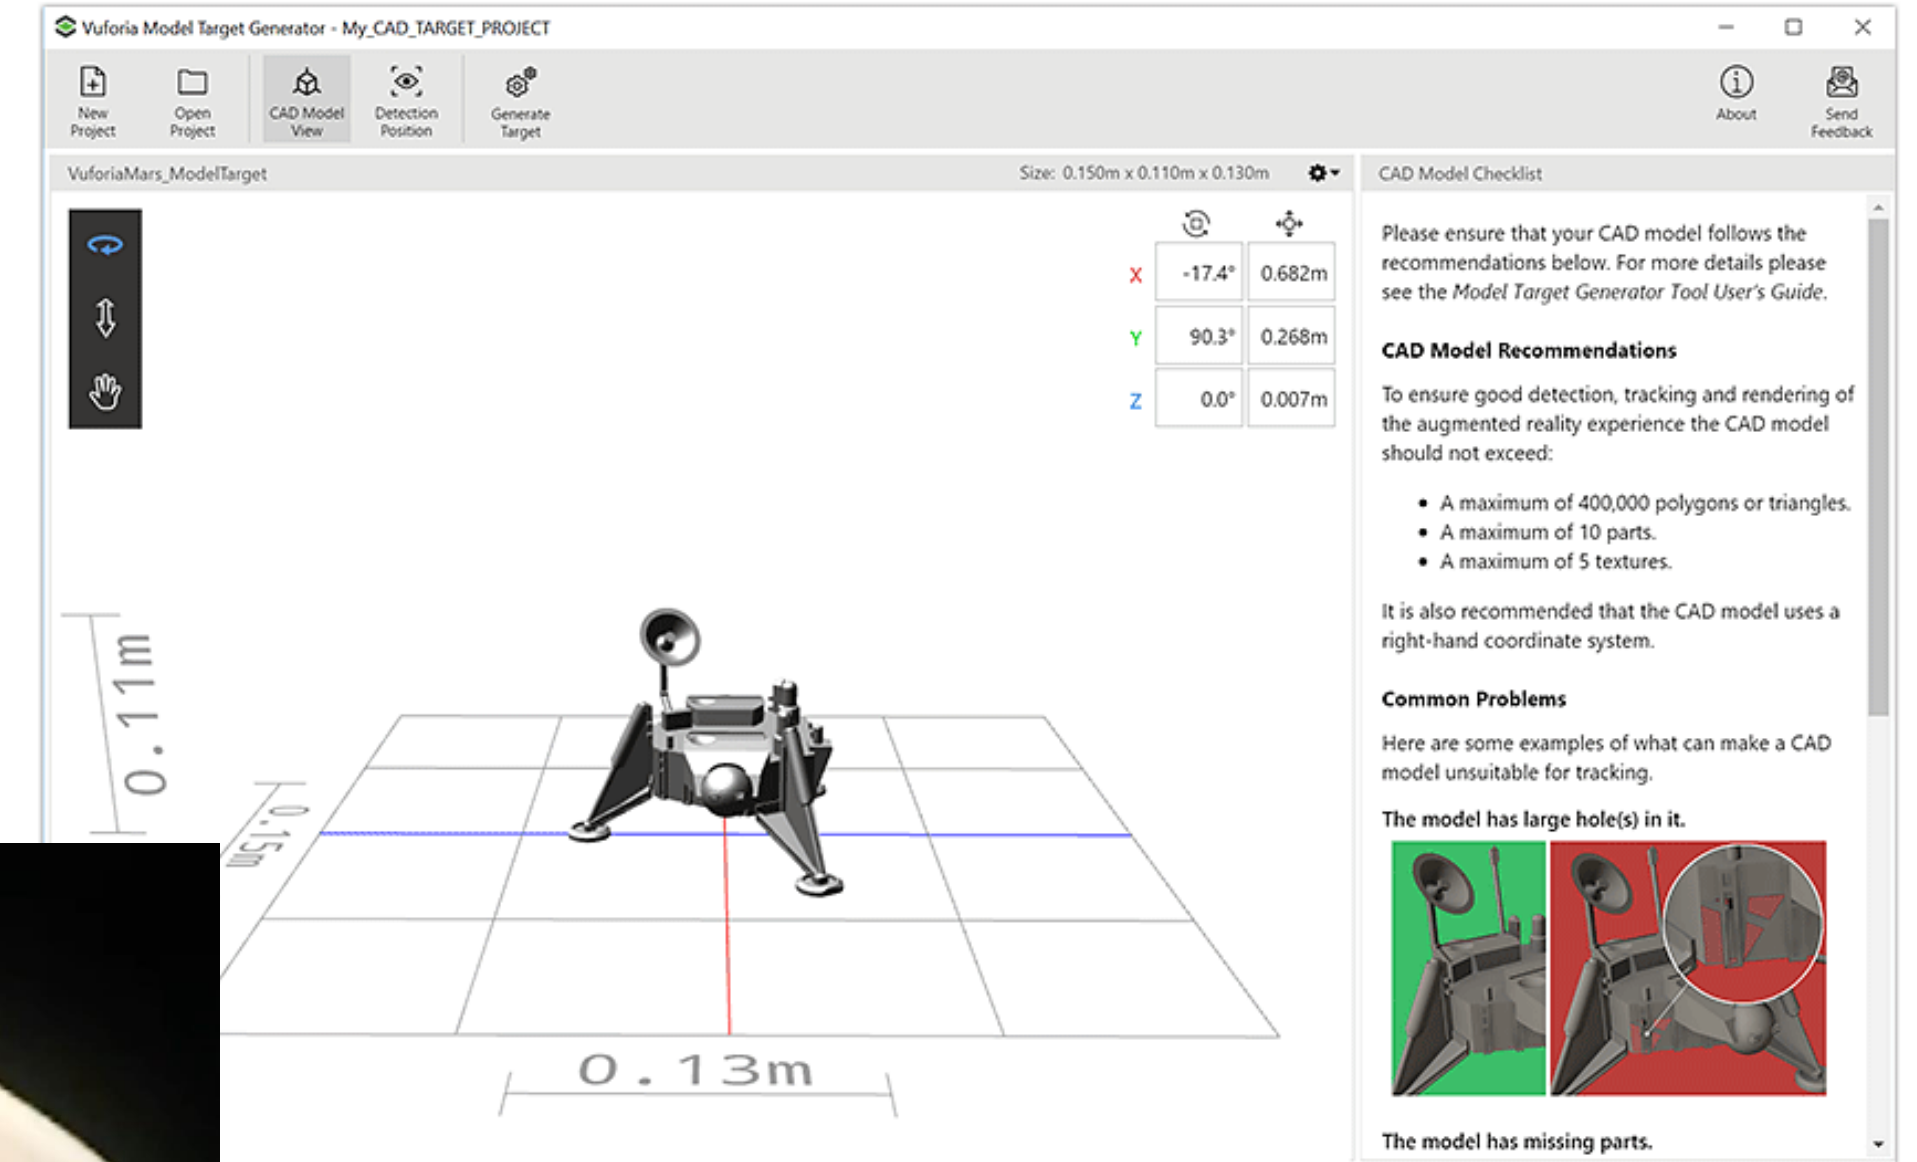 Vuforia Model Target Generator - My_CAD_TARGET_PROJECT
New
Project
Open
Project
CAD Model
View
Detection
Position
Generate
Target
About
Send
Feedback
VuforiaMars_ModelTarget
Size: 0.150m x 0.110m x 0.130m
X -17.4° 0.682m
Y 90.3° 0.268m
Z 0.0° 0.007m
0.11m
0.15m
0.13m
CAD Model Checklist
Please ensure that your CAD model follows the
recommendations below. For more details please
see the Model Target Generator Tool User's Guide.
CAD Model Recommendations
To ensure good detection, tracking and rendering of
the augmented reality experience the CAD model
should not exceed:
• A maximum of 400,000 polygons or triangles.
• A maximum of 10 parts.
• A maximum of 5 textures.
It is also recommended that the CAD model uses a
right-hand coordinate system.
Common Problems
Here are some examples of what can make a CAD
model unsuitable for tracking.
The model has large hole(s) in it.
The model has missing parts.